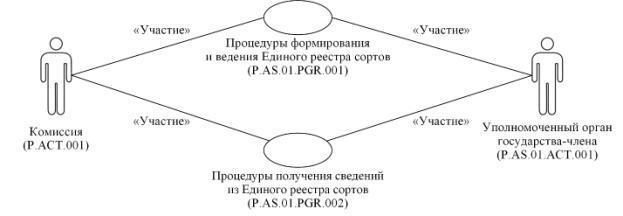 «Участие»
«Участие»
Процедуры формирования
и ведения Единого реестра сортов
(P.AS.01.PGR.001)
«Участие»
«Участие»
Комиссия
(P.ACT.001)
Уполномоченный орган
государства-члена
(P.AS.01.ACT.001)
Процедуры получения сведений
из Единого реестра сортов
(P.AS.01.PGR.002)